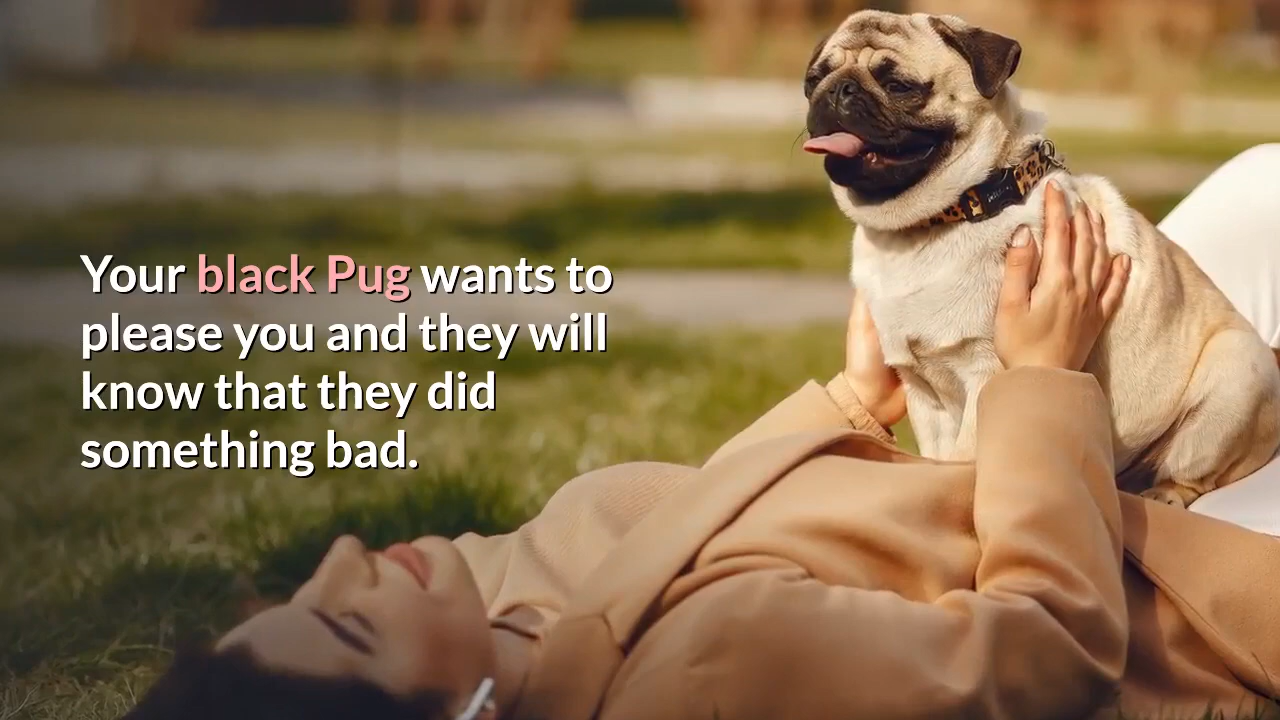 Your black Pug wants to
please you and they will
know that they did
something bad.